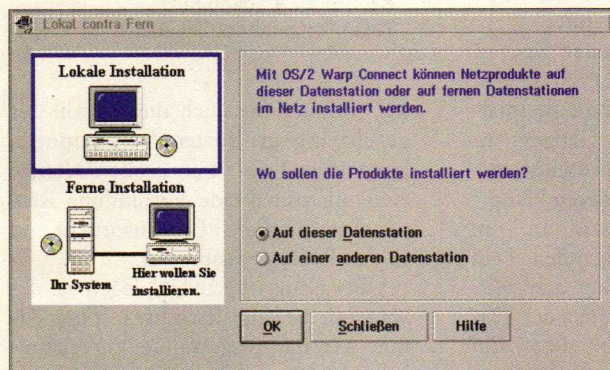 Lokal contra Fern
Lokale Installation
Ferne Installation
Ihr System
Hier wollen Sie
installieren.
Mit OS/2 Warp Connect können Netzprodukte auf
dieser Datenstation oder auf fernen Datenstationen
im Netz installiert werden.
Wo sollen die Produkte installiert werden?
Auf dieser Datenstation
Auf einer anderen Datenstation
OK
Schließen
Hilfe